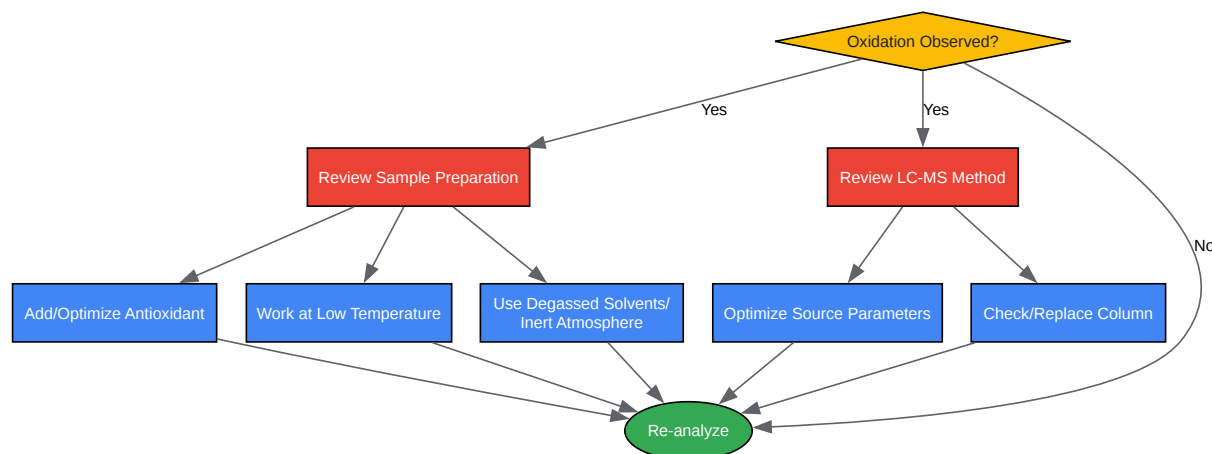 Oxidation Observed?
Yes
Yes
Review Sample Preparation
Review LC-MS Method
No
Add/Optimize Antioxidant
Work at Low Temperature
Use Degassed Solvents/
Inert Atmosphere
Optimize Source Parameters
Check/Replace Column
Re-analyze